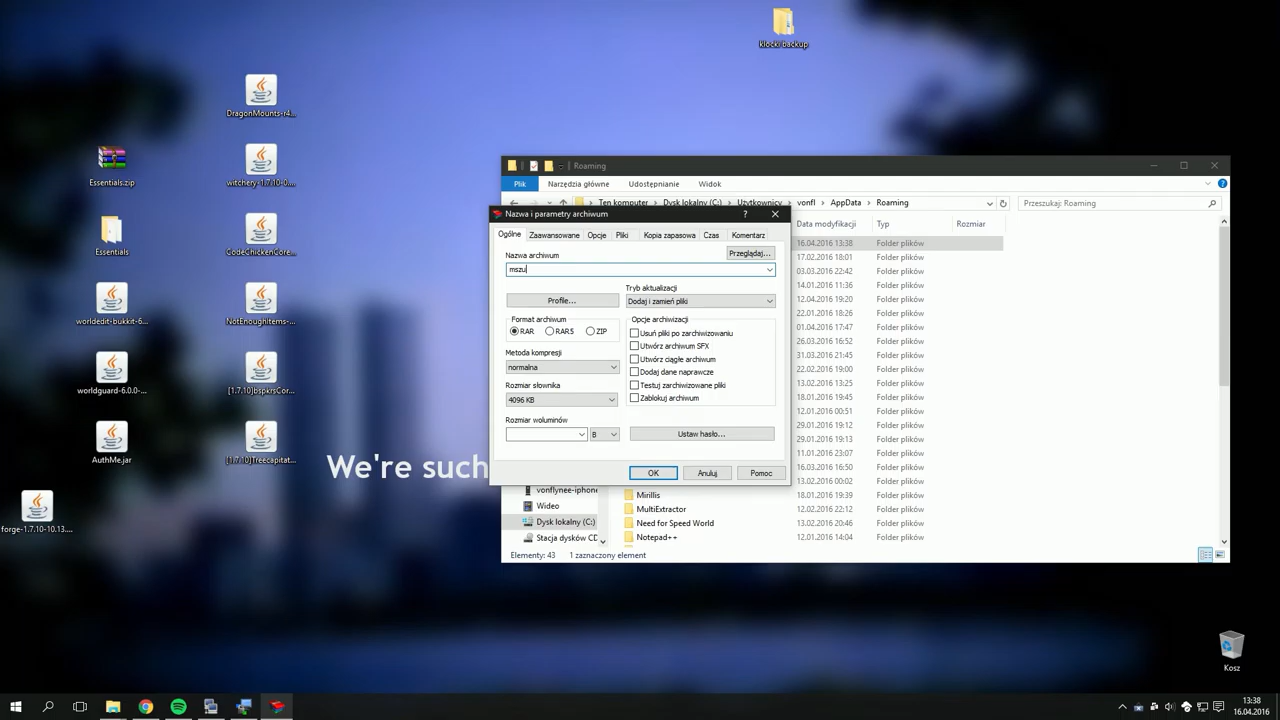 klocki backup
DragonMounts-r4...
Essentials.zip
witchery-1.7.10-0....
Essentials
CodeChickenCore...
worldedit-bukkit-6...
NotEnoughItems-...
worldguard-6.0.0-...
[1.7.10]bspkrsCor...
AuthMe.jar
[1.7.10]Treecapitat...
forge-1.7.10-10.13....
We're such
Roaming
Plik
Narzędzia główne
Udostępnianie
Widok
Ten komputer
Dysk lokalny (C:)
Użytkownicy
vonfl
AppData
Roaming
Przeszukaj: Roaming
Data modyfikacji
Typ
Rozmiar
16.04.2016 13:38 Folder plików
17.02.2016 18:01 Folder plików
03.03.2016 22:42 Folder plików
14.01.2016 11:36 Folder plików
12.04.2016 19:20 Folder plików
22.01.2016 18:26 Folder plików
01.04.2016 17:47 Folder plików
26.03.2016 16:52 Folder plików
31.03.2016 21:45 Folder plików
22.02.2016 19:00 Folder plików
13.02.2016 13:25 Folder plików
18.01.2016 19:45 Folder plików
12.01.2016 00:51 Folder plików
29.01.2016 19:12 Folder plików
29.01.2016 19:13 Folder plików
11.01.2016 23:07 Folder plików
16.03.2016 16:50 Folder plików
13.02.2016 00:02 Folder plików
Mirillis 18.01.2016 19:39 Folder plików
MultiExtractor 12.02.2016 22:12 Folder plików
Need for Speed World 13.02.2016 20:46 Folder plików
Notepad++ 12.01.2016 14:04 Folder plików
vonflynee-iphone
Wideo
Dysk lokalny (C:)
Stacja dysków CD
Elementy: 43
1 zaznaczony element
Nazwa i parametry archiwum
?
Ogólne
Zaawansowane
Opcje
Pliki
Kopia zapasowa
Czas
Komentarz
Nazwa archiwum
Przeglądaj...
mszu
Tryb aktualizacji
Profile...
Dodaj i zamień pliki
Format archiwum
RAR
RAR5
ZIP
Opcje archiwizacji
Usuń pliki po zarchiwizowaniu
Utwórz archiwum SFX
Utwórz ciągłe archiwum
Dodaj dane naprawcze
Testuj zarchiwizowane pliki
Zablokuj archiwum
Metoda kompresji
normalna
Rozmiar słownika
4096 KB
Rozmiar woluminów
B
Ustaw hasło...
OK
Anuluj
Pomoc
Kosz
13:38
16.04.2016